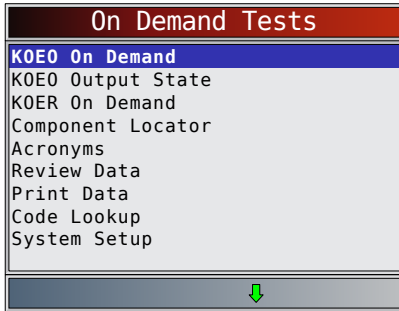 On Demand Tests
KOEO On Demand
KOEO Output State
KOER On Demand
Component Locator
Acronyms
Review Data
Print Data
Code Lookup
System Setup